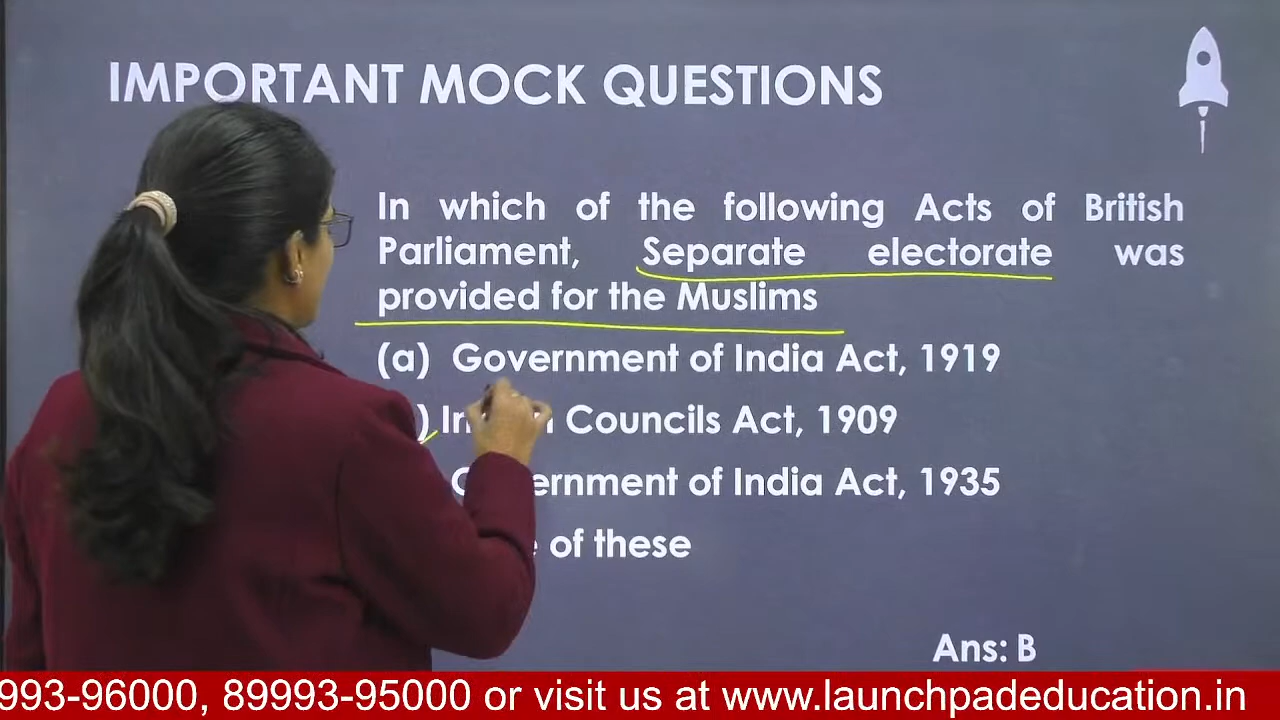 IMPORTANT MOCK QUESTIONS
In which of the following Acts of British
Parliament, Separate electorate was
provided for the Muslims
(a) Government of India Act, 1919
Councils Act, 1909
of India Act, 1935
of these
Ans: B
993-96000, 89993-95000 or visit us at www.launchpadeducation.in